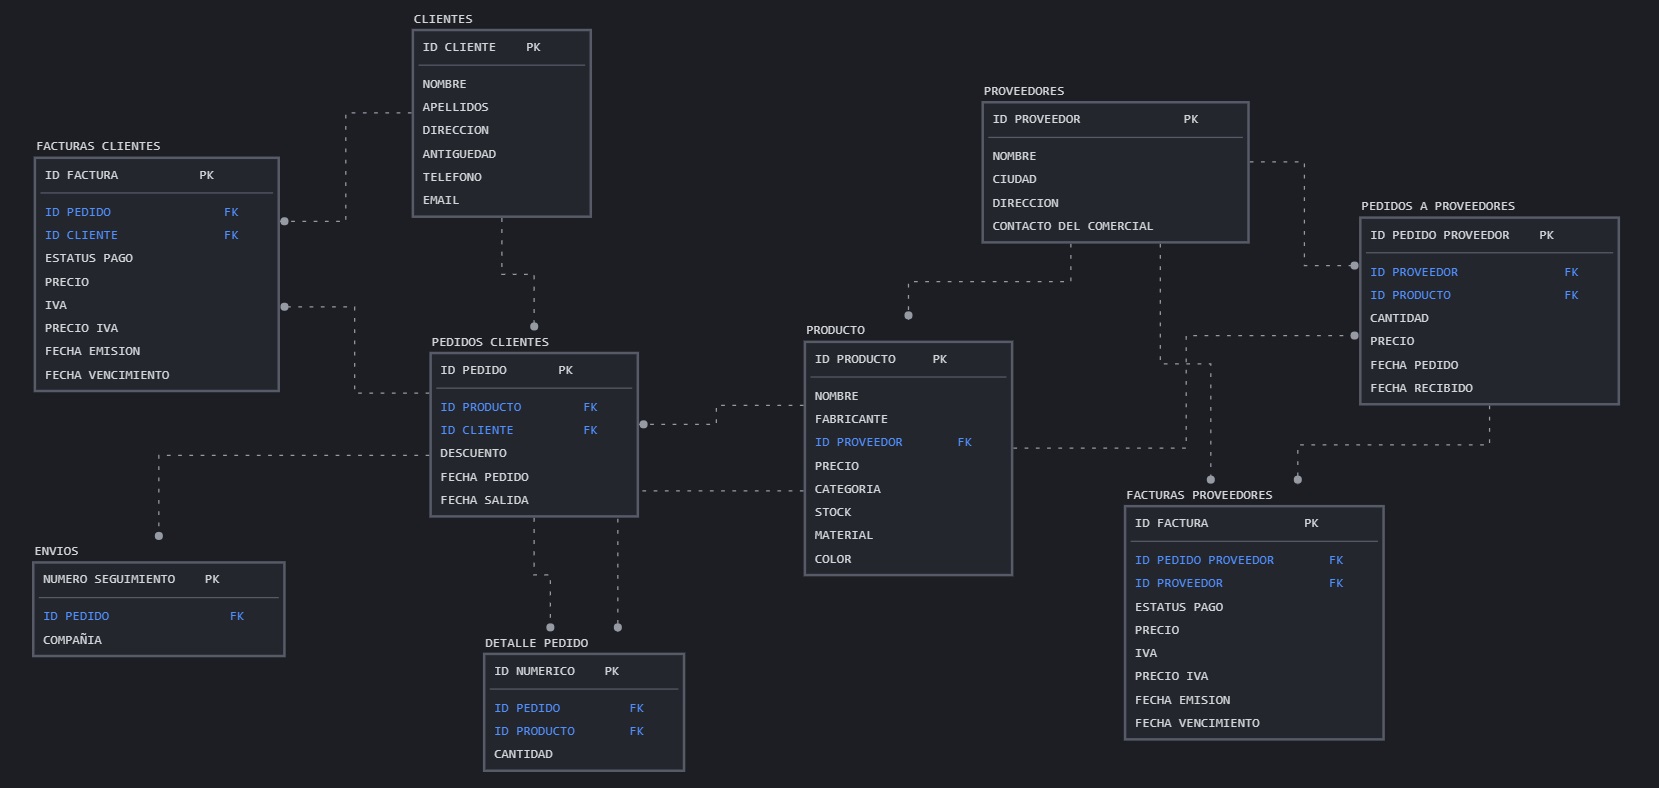 CLIENTES
ID CLIENTE PK
NOMBRE
APELLIDOS
DIRECCION
ANTIGUEDAD
TELEFONO
EMAIL
FACTURAS CLIENTES
ID FACTURA PK
ID PEDIDO FK
ID CLIENTE FK
ESTATUS PAGO
PRECIO
IVA
PRECIO IVA
FECHA EMISION
FECHA VENCIMIENTO
PROVEEDORES
ID PROVEEDOR PK
NOMBRE
CIUDAD
DIRECCION
CONTACTO DEL COMERCIAL
PEDIDOS A PROVEEDORES
ID PEDIDO PROVEEDOR PK
ID PROVEEDOR FK
ID PRODUCTO FK
CANTIDAD
PRECIO
FECHA PEDIDO
FECHA RECIBIDO
PEDIDOS CLIENTES
ID PEDIDO PK
ID PRODUCTO FK
ID CLIENTE FK
DESCUENTO
FECHA PEDIDO
FECHA SALIDA
PRODUCTO
ID PRODUCTO PK
NOMBRE
FABRICANTE
ID PROVEEDOR FK
PRECIO
CATEGORIA
STOCK
MATERIAL
COLOR
FACTURAS PROVEEDORES
ID FACTURA PK
ID PEDIDO PROVEEDOR FK
ID PROVEEDOR FK
ESTATUS PAGO
PRECIO
IVA
PRECIO IVA
FECHA EMISION
FECHA VENCIMIENTO
ENVIOS
NUMERO SEGUIMIENTO PK
ID PEDIDO FK
COMPAÑIA
DETALLE PEDIDO
ID NUMERICO PK
ID PEDIDO FK
ID PRODUCTO FK
CANTIDAD